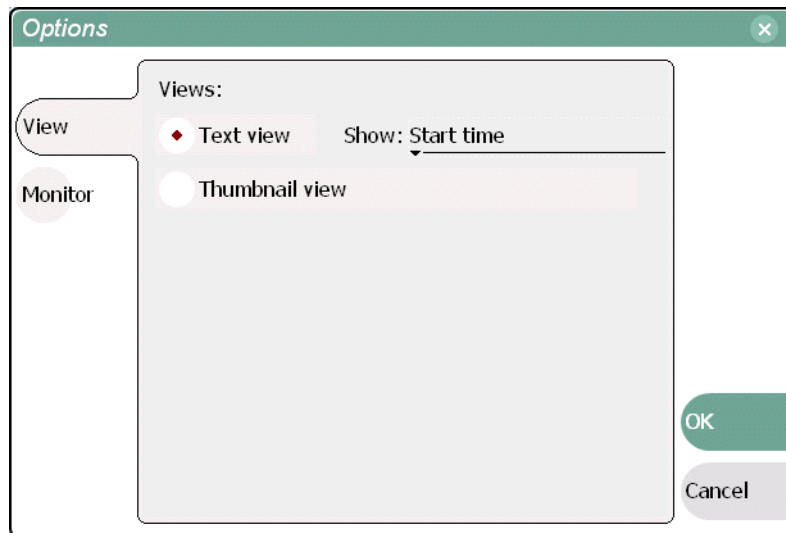 Options
View
Monitor
Views:
Text view Show: Start time
Thumbnail view
OK
Cancel